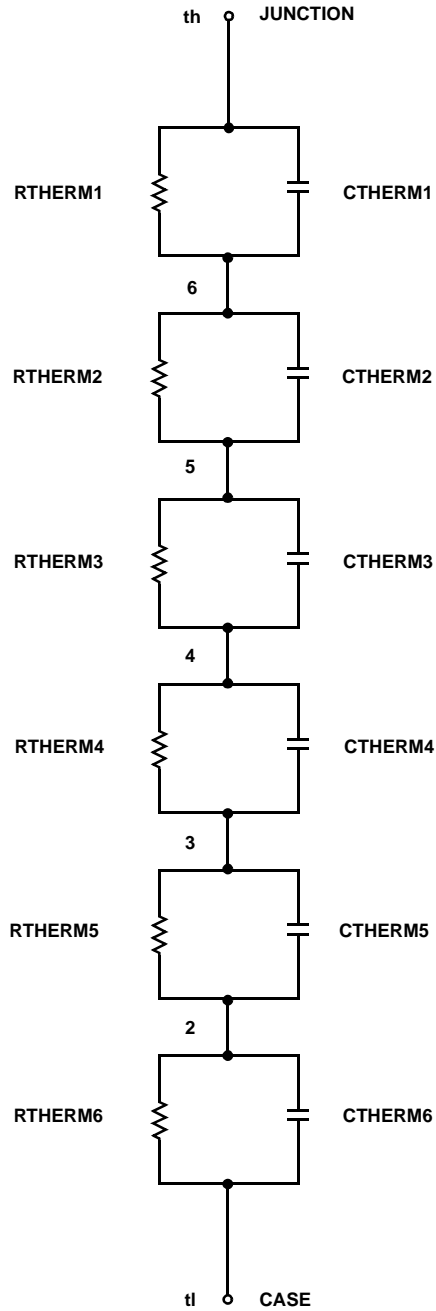 th JUNCTION
RTHERM1 CTHERM1
6
RTHERM2 CTHERM2
5
RTHERM3 CTHERM3
4
RTHERM4 CTHERM4
3
RTHERM5 CTHERM5
2
RTHERM6 CTHERM6
tl CASE